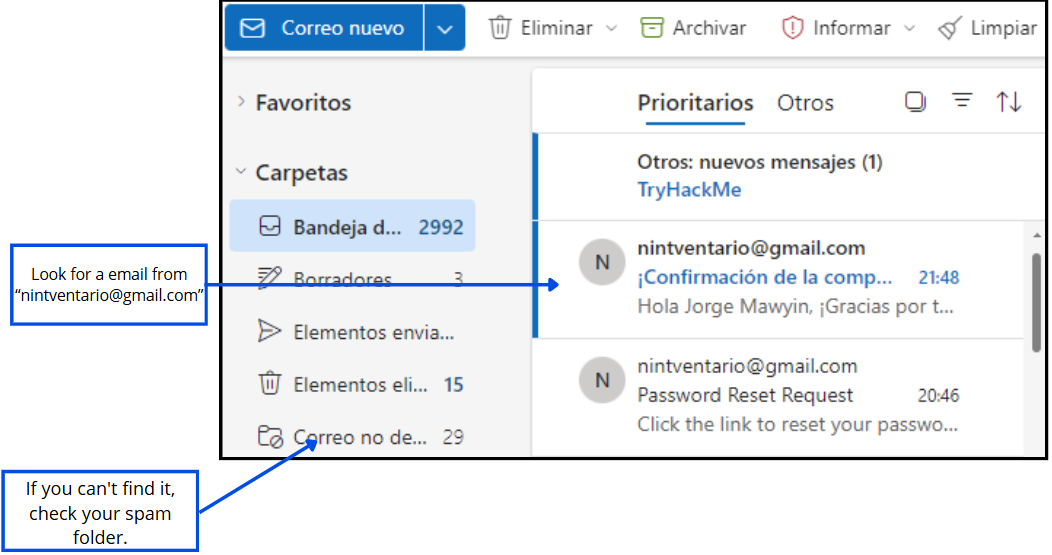 Correo nuevo
Eliminar
Archivar
Informar
Limpiar
Favoritos
Carpetas
Bandeja d... 2992
Borradores 3
Elementos envia...
Elementos eli... 15
Correo no de... 29
Prioritarios Otros
Otros: nuevos mensajes (1)
TryHackMe
N
nintventario@gmail.com
¡Confirmación de la comp... 21:48
Hola Jorge Mawyin, ¡Gracias por t...
N
nintventario@gmail.com
Password Reset Request 20:46
Click the link to reset your passwo...
Look for a email from
“nintventario@gmail.com”
If you can't find it,
check your spam
folder.